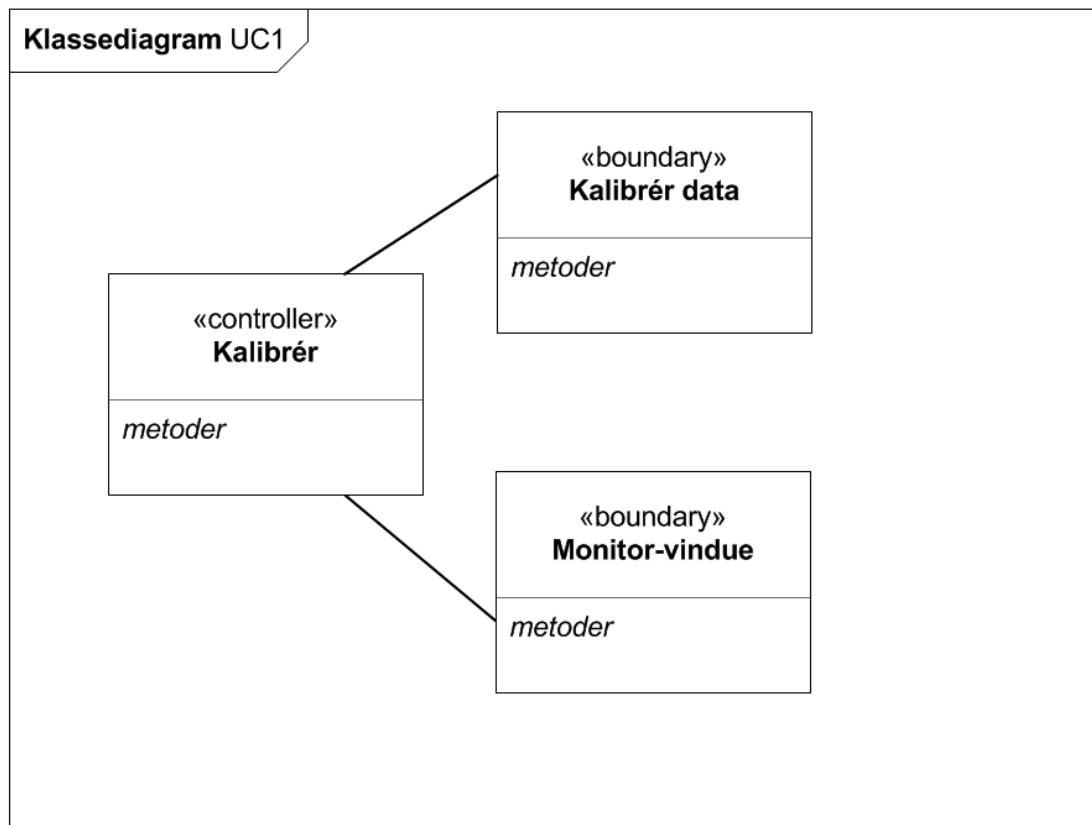 Klassediagram UC1
«boundary»
Kalibrér data
metoder
«controller»
Kalibrér
metoder
«boundary»
Monitor-vindue
metoder